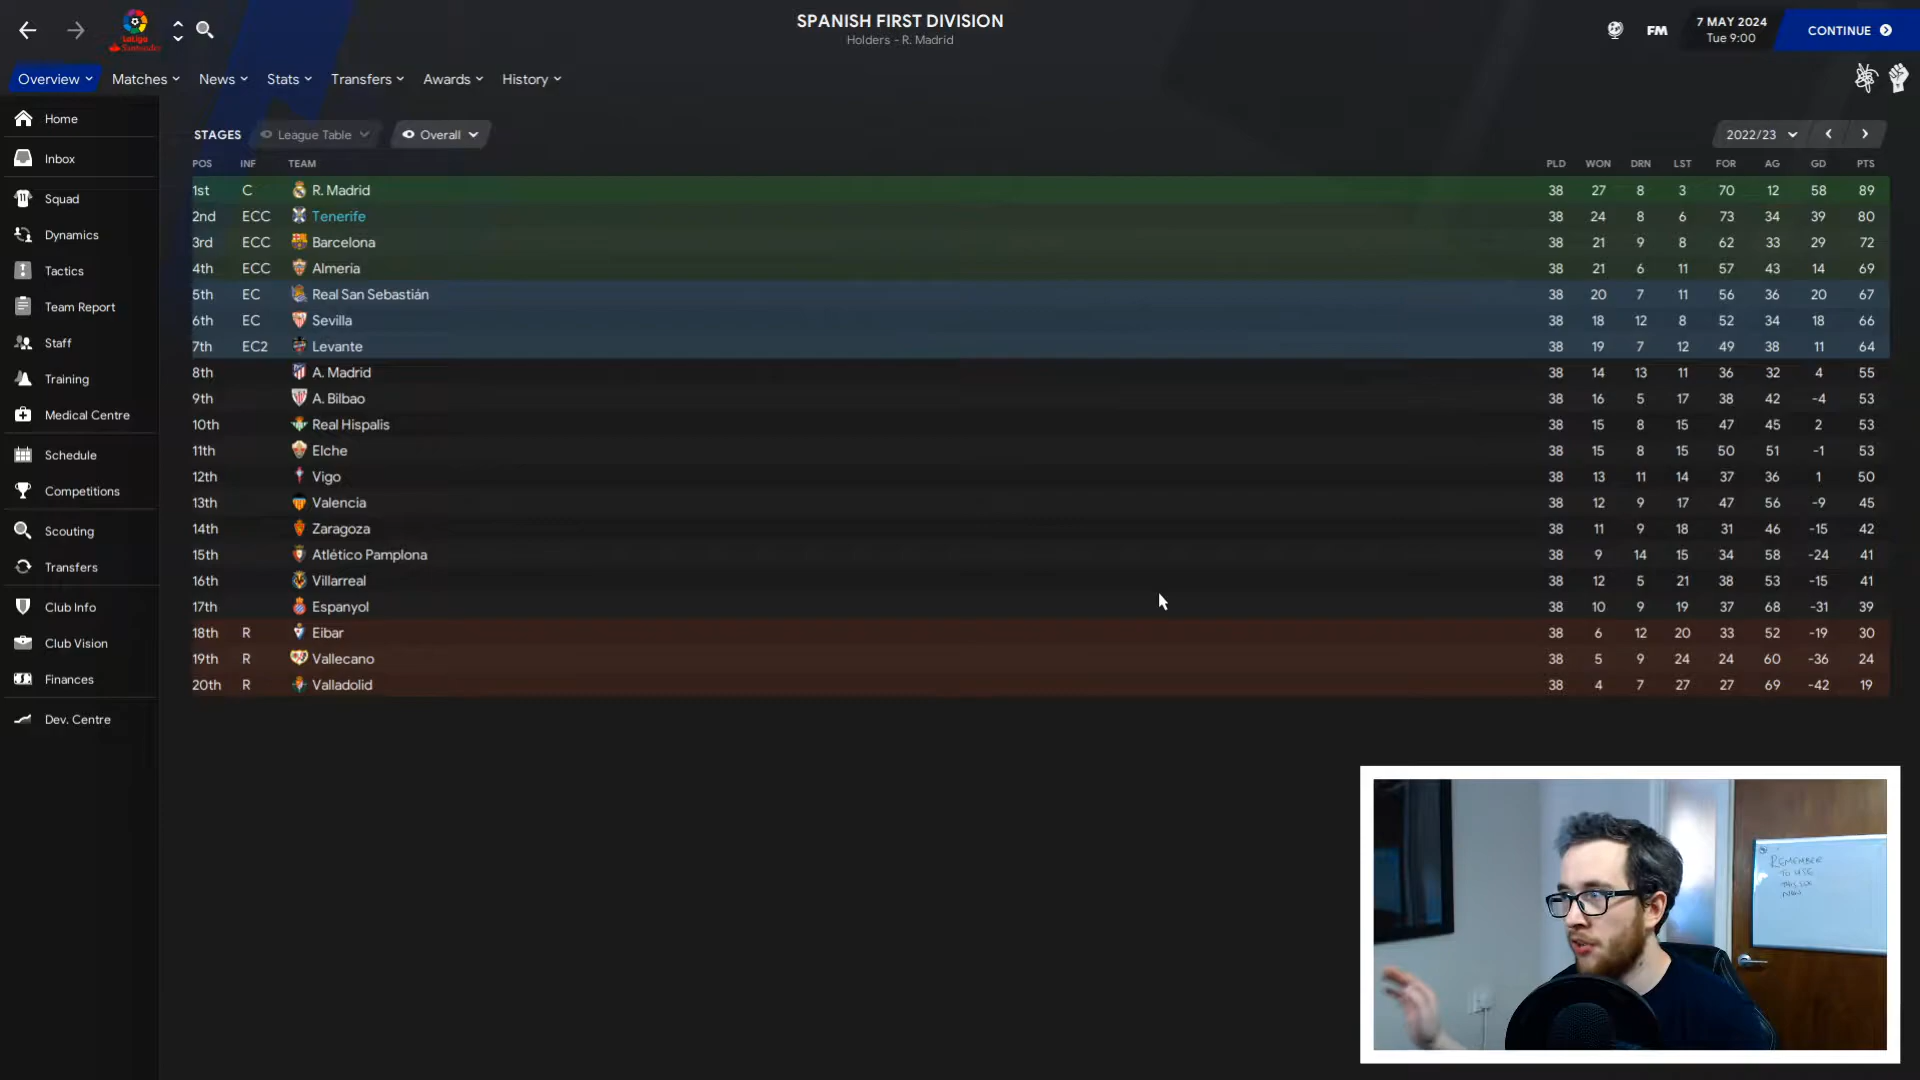 SPANISH FIRST DIVISION
Holders - R. Madrid
LaLiga
Santander
FM
7 MAY 2024
Tue 9:00
CONTINUE
Overview Matches News Stats Transfers Awards History
Home
Inbox
Squad
Dynamics
Tactics
Team Report
Staff
Training
Medical Centre
Schedule
Competitions
Scouting
Transfers
Club Info
Club Vision
Finances
Dev. Centre
STAGES League Table Overall 2022/23
POS INF TEAM PLD WON DRN LST FOR AG GD PTS
1st C R. Madrid 38 27 8 3 70 12 58 89
2nd ECC Tenerife 38 24 8 6 73 34 39 80
3rd ECC Barcelona 38 21 9 8 62 33 29 72
4th ECC Almería 38 21 6 11 57 43 14 69
5th EC Real San Sebastián 38 20 7 11 56 36 20 67
6th EC Sevilla 38 18 12 8 52 34 18 66
7th EC2 Levante 38 19 7 12 49 38 11 64
8th A. Madrid 38 14 13 11 36 32 4 55
9th A. Bilbao 38 16 5 17 38 42 -4 53
10th Real Hispalis 38 15 8 15 47 45 2 53
11th Elche 38 15 8 15 50 51 -1 53
12th Vigo 38 13 11 14 37 36 1 50
13th Valencia 38 12 9 17 47 56 -9 45
14th Zaragoza 38 11 9 18 31 46 -15 42
15th Atlético Pamplona 38 9 14 15 34 58 -24 41
16th Villarreal 38 12 5 21 38 53 -15 41
17th Espanyol 38 10 9 19 37 68 -31 39
18th R Eibar 38 6 12 20 33 52 -19 30
19th R Vallecano 38 5 9 24 24 60 -36 24
20th R Valladolid 38 4 7 27 27 69 -42 19
REMEMBER
TO USE
THIS